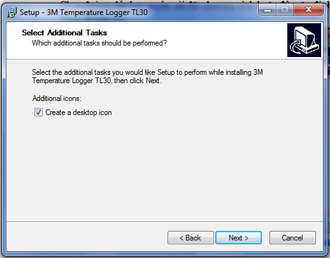 Setup - 3M Temperature Logger TL30
Select Additional Tasks
Which additional tasks should be performed?
Select the additional tasks you would like Setup to perform while installing 3M
Temperature Logger TL30, then click Next.
Additional icons:
Create a desktop icon
< Back
Next >
Cancel